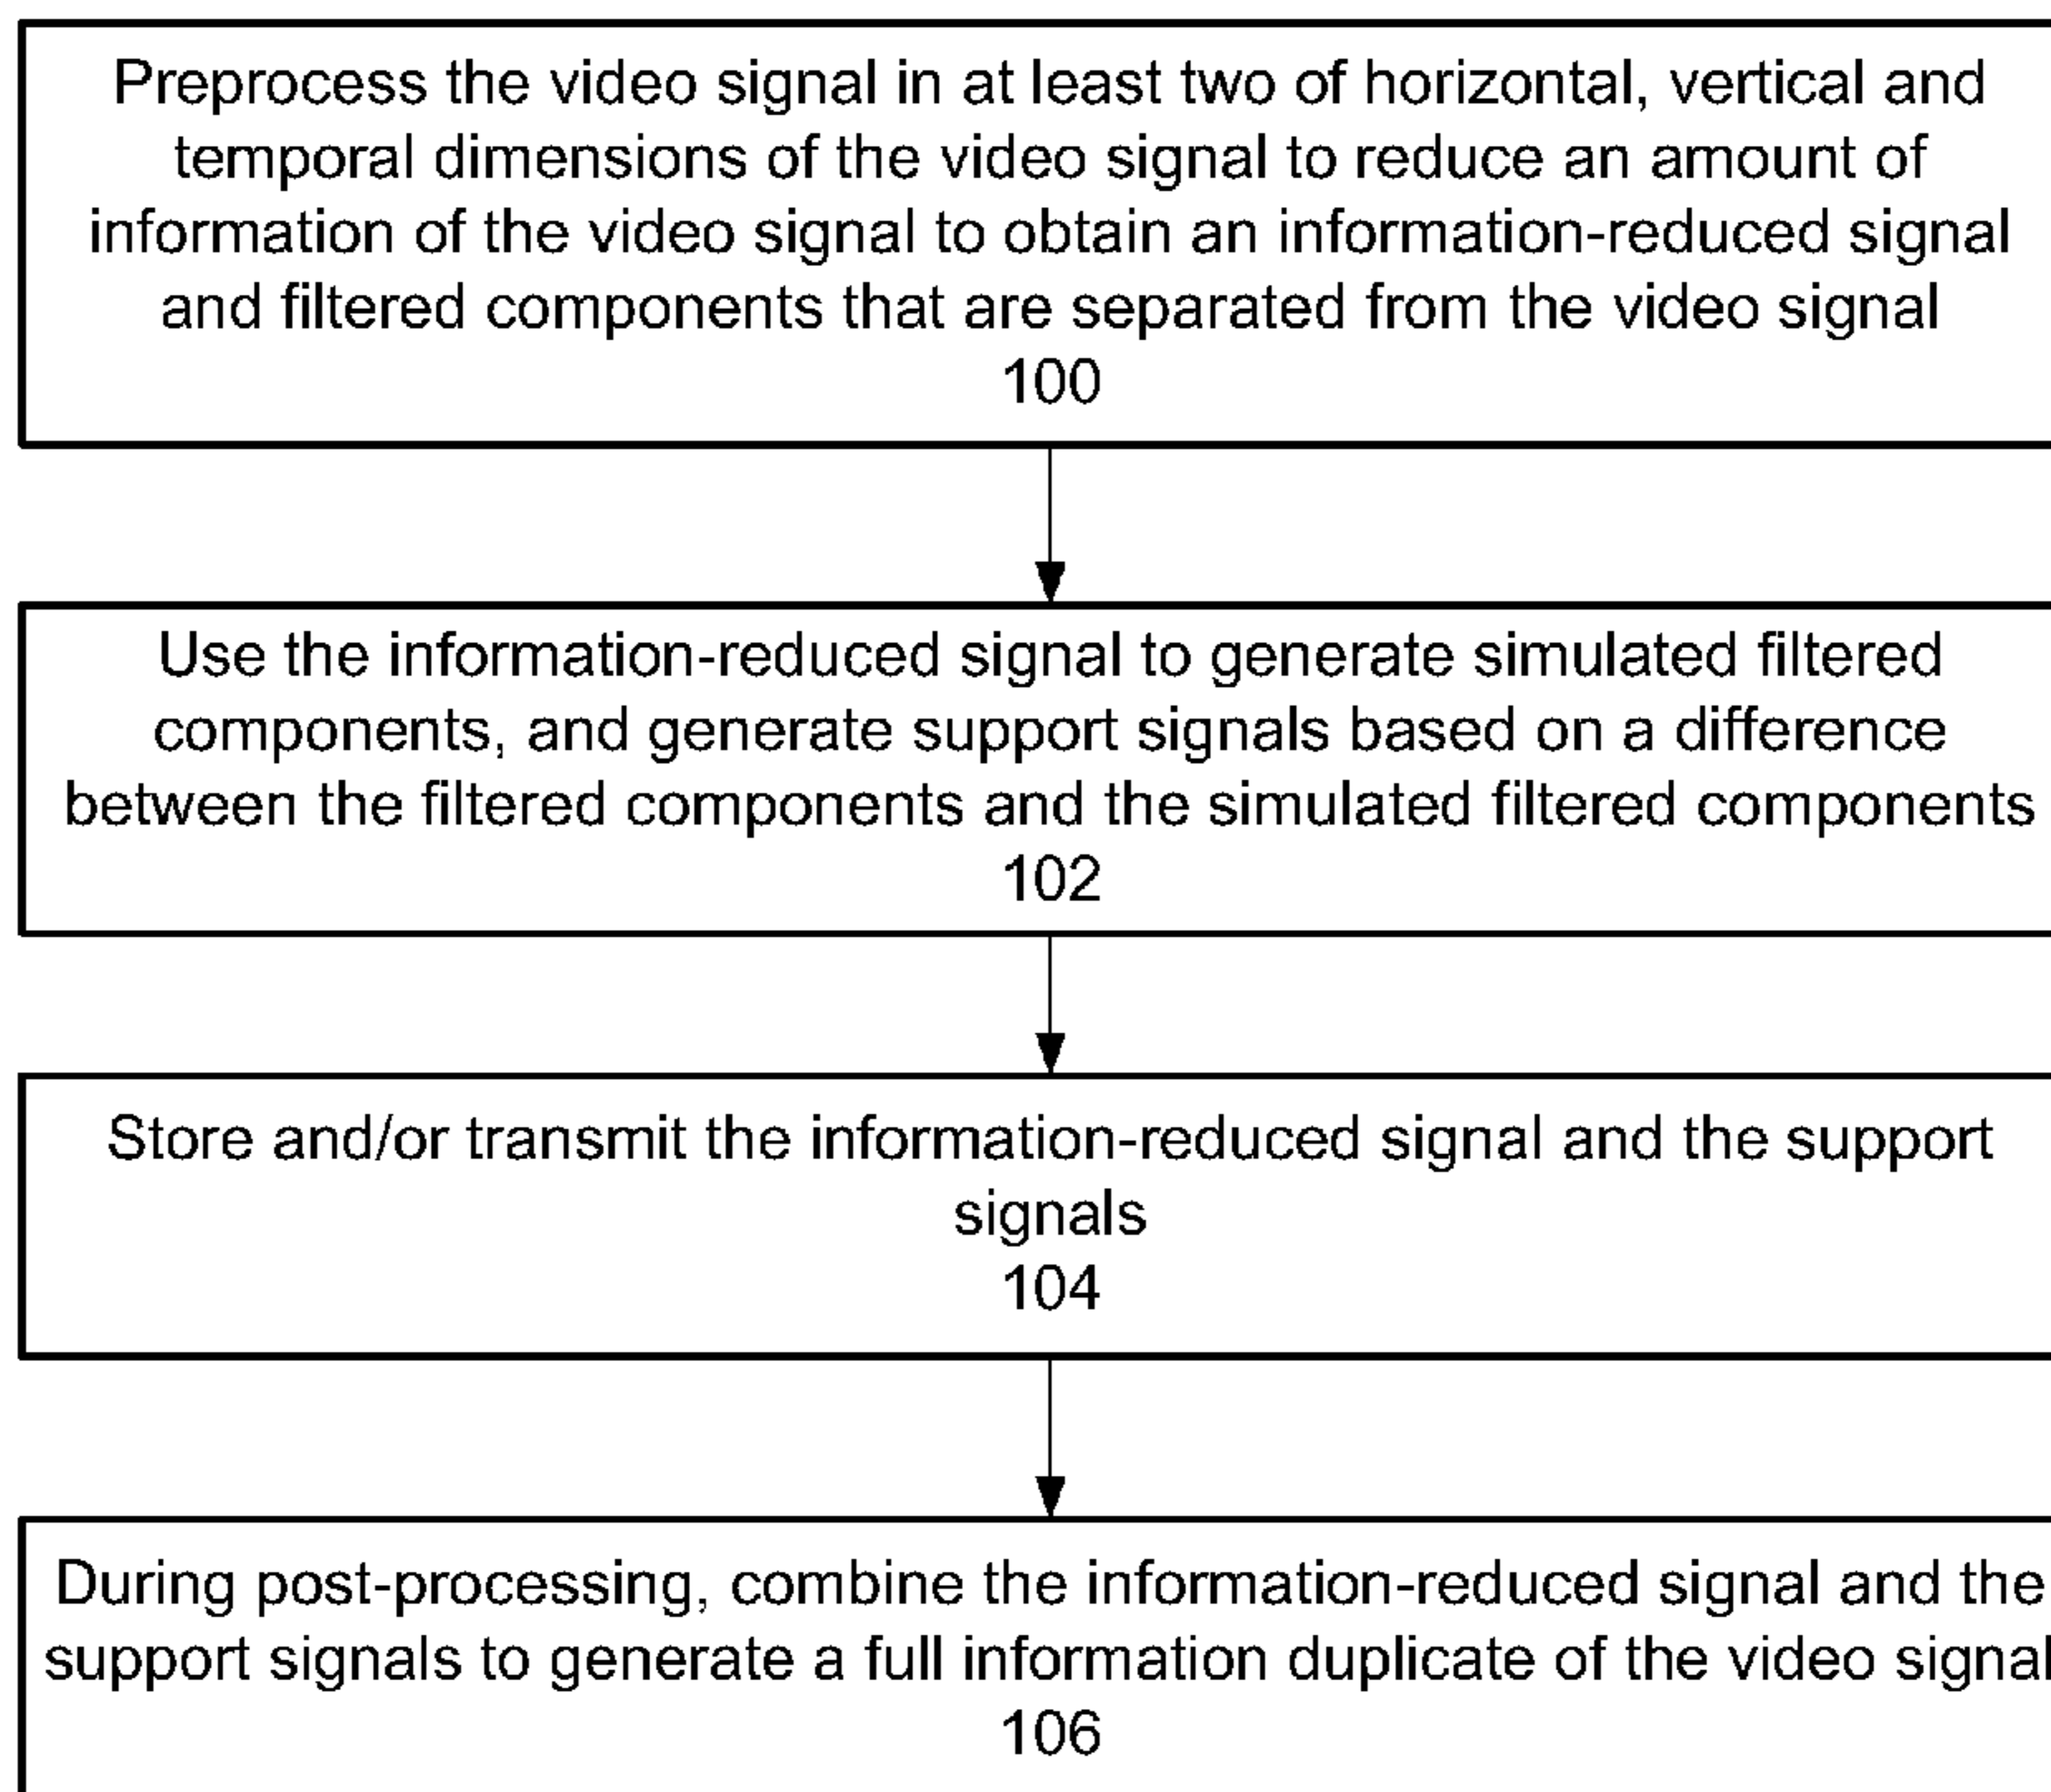 Preprocess the video signal in at least two of horizontal, vertical and
temporal dimensions of the video signal to reduce an amount of
information of the video signal to obtain an information-reduced signal
and filtered components that are separated from the video signal
100
Use the information-reduced signal to generate simulated filtered
components, and generate support signals based on a difference
between the filtered components and the simulated filtered components
102
Store and/or transmit the information-reduced signal and the support
signals
104
During post-processing, combine the information-reduced signal and the
support signals to generate a full information duplicate of the video signal
106